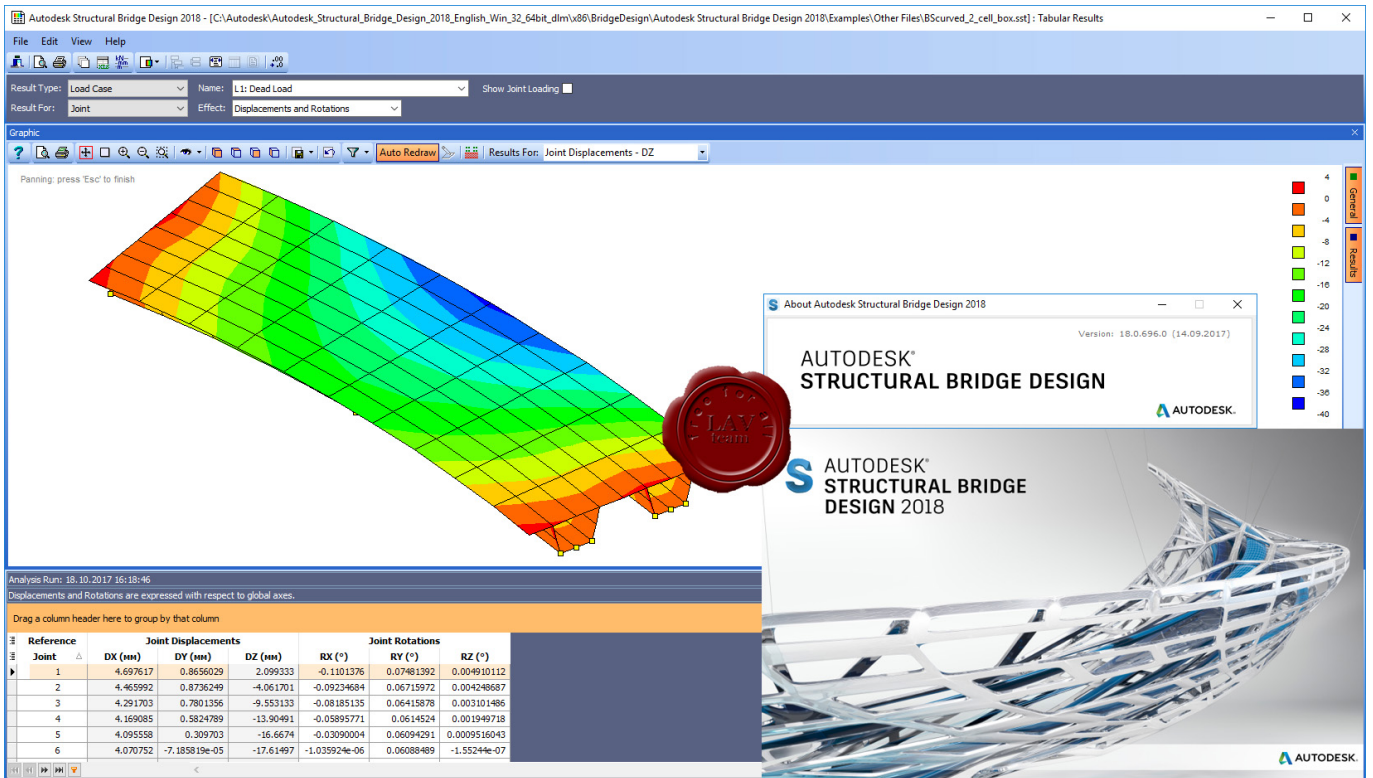 Autodesk Structural Bridge Design 2018 - [C:\Autodesk\Autodesk_Structural_Bridge_Design_2018_English_Win_32_64bit_dlm\x86\BridgeDesign\Autodesk Structural Bridge Design 2018\Examples\Other Files\BScurved_2_cell_box.sst] : Tabular Results
File Edit View Help
Result Type: Load Case Name: L1: Dead Load Show Joint Loading
Result For: Joint Effect: Displacements and Rotations
Graphic
Auto Redraw Results For: Joint Displacements - DZ
Panning: press 'Esc' to finish
4
0
-4
-8
-12
-16
-20
-24
-28
-32
-36
-40
General
Results
About Autodesk Structural Bridge Design 2018
Version: 18.0.696.0 (14.09.2017)
AUTODESK®
STRUCTURAL BRIDGE DESIGN
AUTODESK.
free for all
LAV
team
AUTODESK®
STRUCTURAL BRIDGE
DESIGN 2018
AUTODESK.
Analysis Run: 18.10.2017 16:18:46
Displacements and Rotations are expressed with respect to global axes.
Drag a column header here to group by that column
Reference Joint Displacements Joint Rotations
Joint DX (мм) DY (мм) DZ (мм) RX (°) RY (°) RZ (°)
1 4.697617 0.8656029 2.099333 -0.1101376 0.07481392 0.004910112
2 4.465992 0.8736249 -4.061701 -0.09234684 0.06715972 0.004248687
3 4.291703 0.7801356 -9.553133 -0.08185135 0.06415878 0.003101486
4 4.169085 0.5824789 -13.90491 -0.05895771 0.0614524 0.001949718
5 4.095558 0.309703 -16.6674 -0.03090004 0.06094291 0.0009516043
6 4.070752 -7.185819e-05 -17.61497 -1.035924e-06 0.06088489 -1.55244e-07